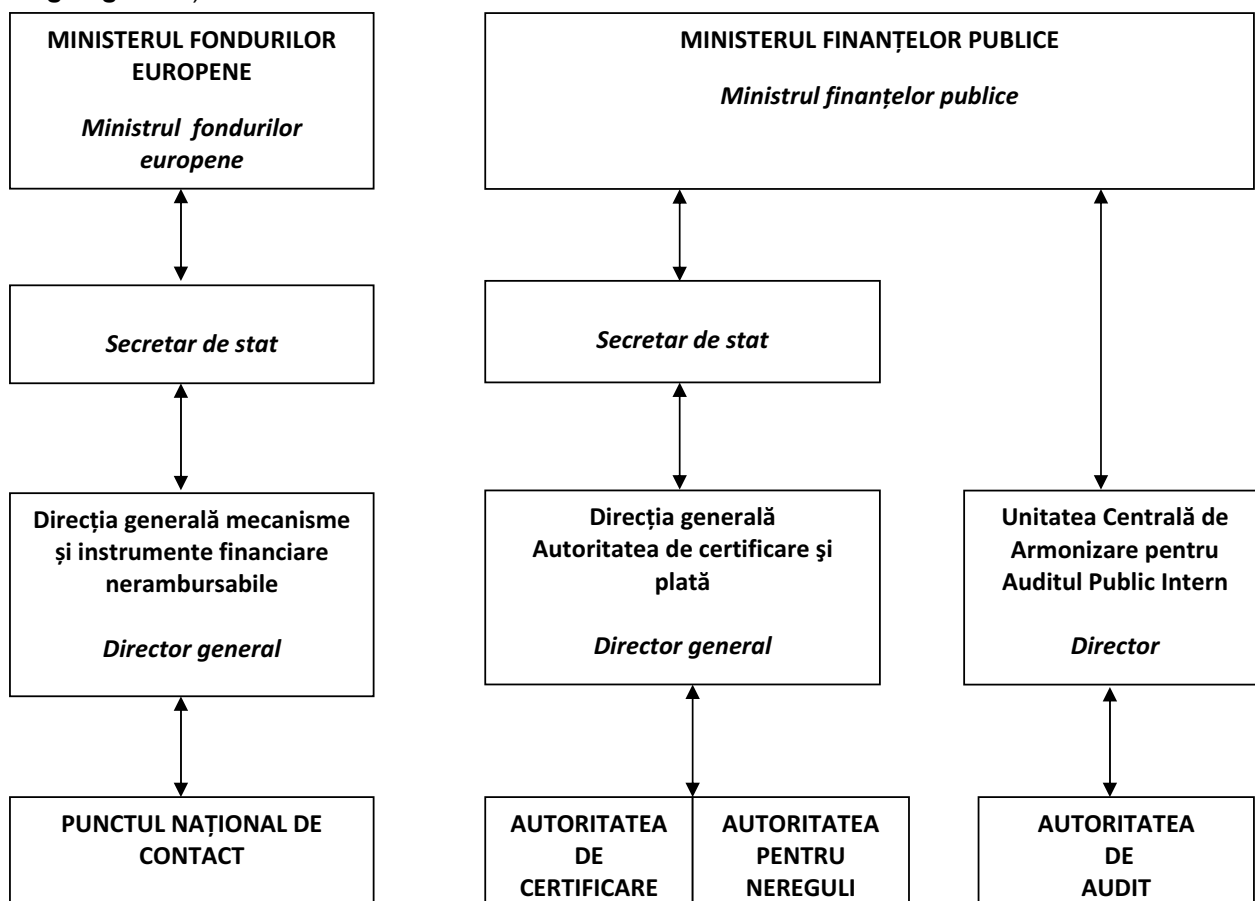 MINISTERUL FONDURILOR
EUROPENE
Ministrul fondurilor
europene
MINISTERUL FINANȚELOR PUBLICE
Ministrul finanțelor publice
Secretar de stat
Secretar de stat
Direcția generală mecanisme
și instrumente financiare
nerambursabile
Director general
Direcția generală
Autoritatea de certificare şi
plată
Director general
Unitatea Centrală de
Armonizare pentru
Auditul Public Intern
Director
PUNCTUL NAȚIONAL DE
CONTACT
AUTORITATEA
DE
CERTIFICARE
AUTORITATEA
PENTRU
NEREGULI
AUTORITATEA
DE
AUDIT